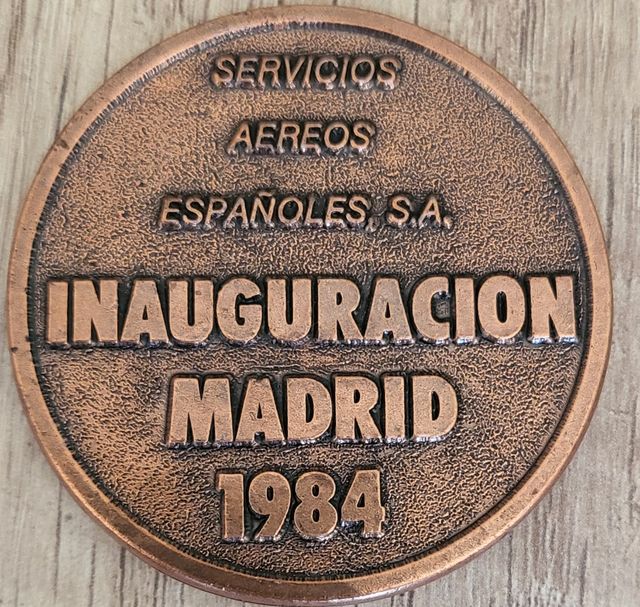 SERVICIOS
AEREOS
ESPAÑOLES, S.A.
INAUGURACION
MADRID
1984